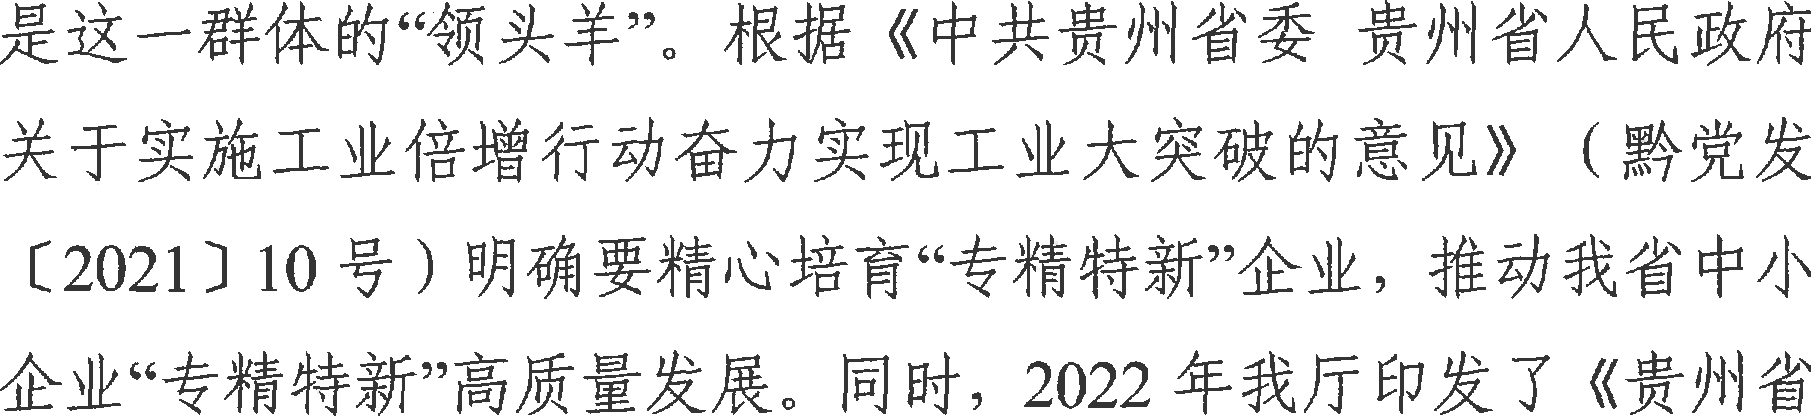 是这一群体的“领头羊”。根据《中共贵州省委 贵州省人民政府
关于实施工业倍增行动奋力实现工业大突破的意见》（黔党发
〔2021〕10 号）明确要精心培育“专精特新”企业，推动我省中小
企业“专精特新”高质量发展。同时，2022 年我厅印发了《贵州省